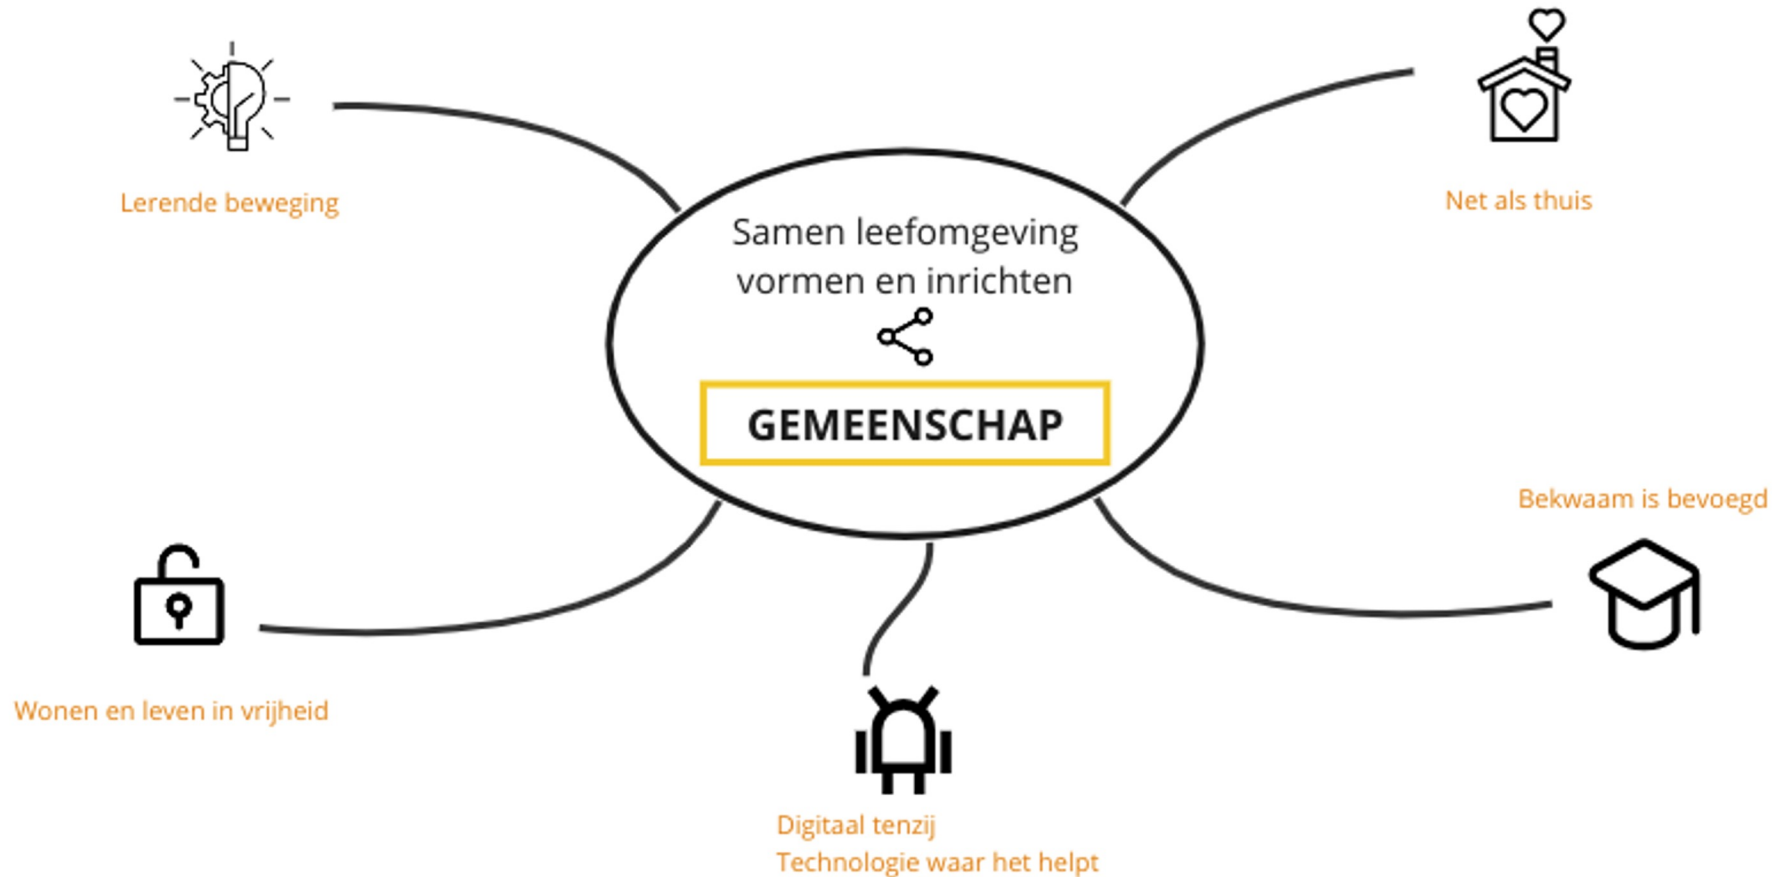 Lerende beweging
Net als thuis
Samen leefomgeving
vormen en inrichten
GEMEENSCHAP
Bekwaam is bevoegd
Wonen en leven in vrijheid
Digitaal tenzij
Technologie waar het helpt